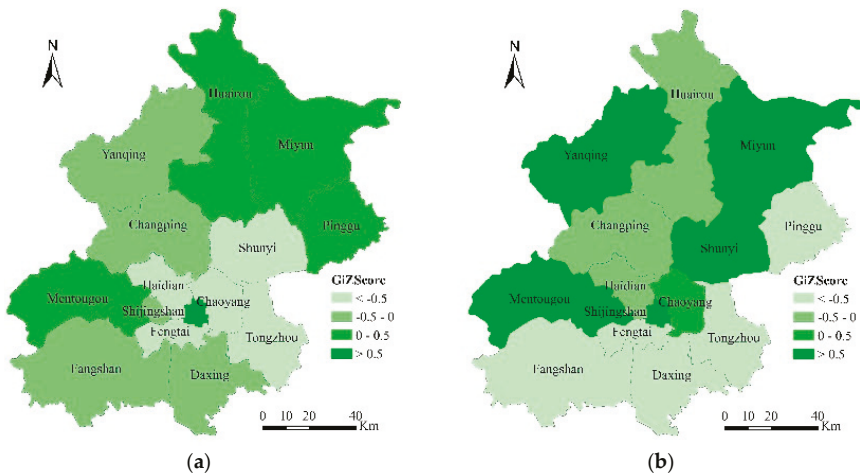 N
Huairou
Yanqing
Miyun
Changping
Pinggu
Shunyi
Haidian
Mentougou
Chaoyang
Shijingshan
Fengtai
Tongzhou
Fangshan
Daxing
GiZScore
< -0.5
-0.5 - 0
0 - 0.5
> 0.5
0 10 20 40
Km
(a)
N
Huairou
Yanqing
Miyun
Changping
Pinggu
Shunyi
Haidian
Mentougou
Chaoyang
Shijingshan
Fengtai
Tongzhou
Fangshan
Daxing
GiZScore
< -0.5
-0.5 - 0
0 - 0.5
> 0.5
0 10 20 40
Km
(b)